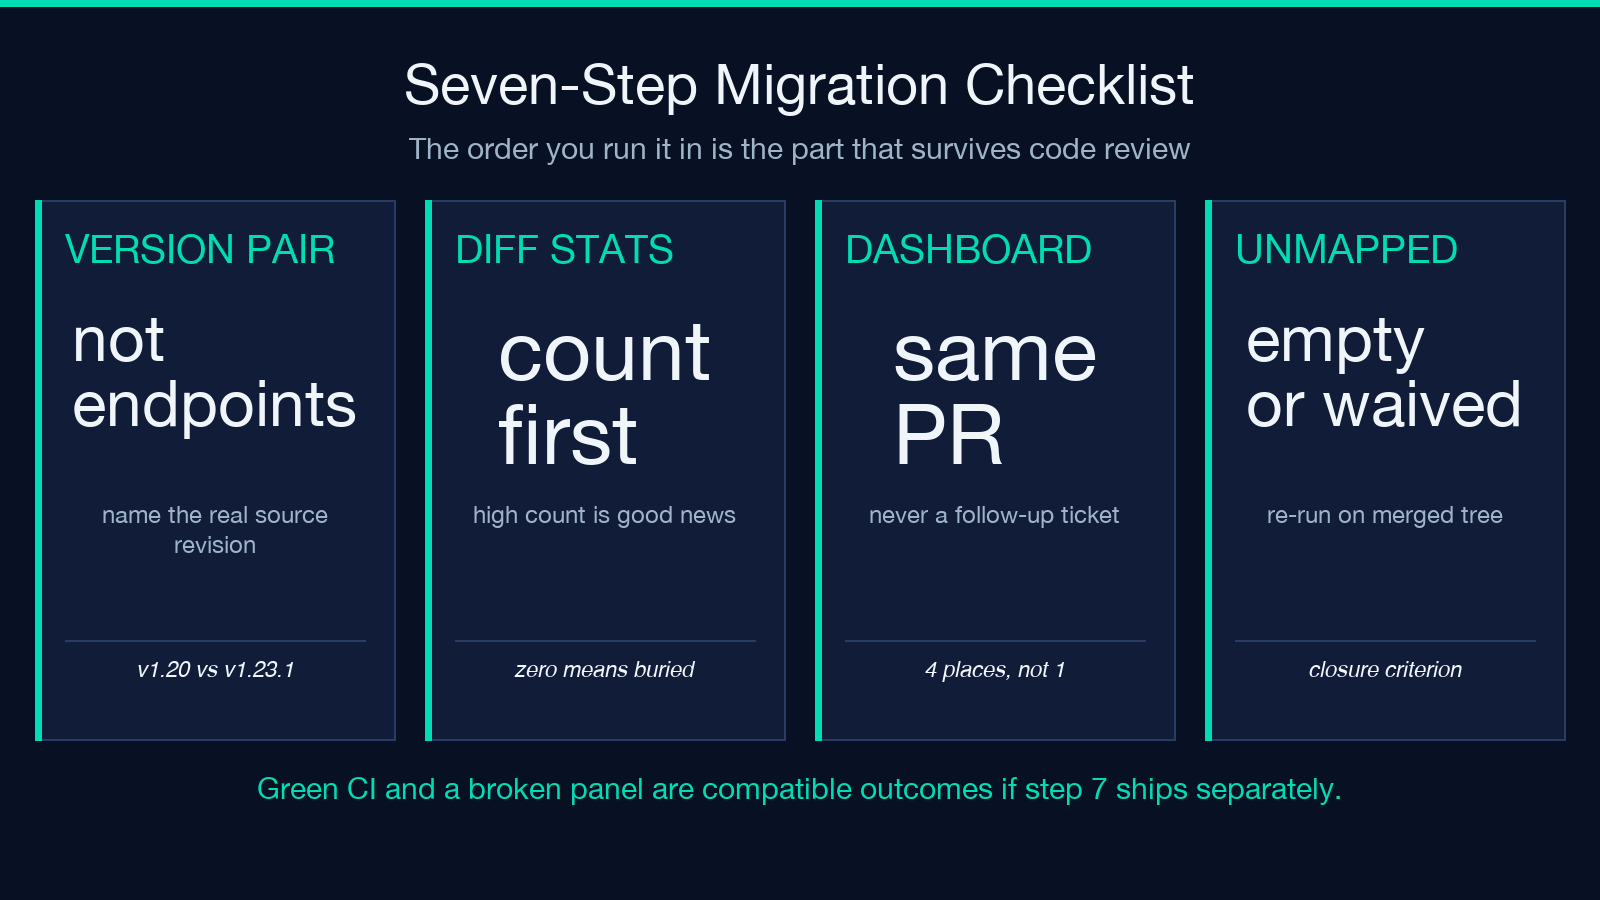 Seven-Step Migration Checklist
The order you run it in is the part that survives code review
VERSION PAIR
not
endpoints
name the real source
revision
v1.20 vs v1.23.1
DIFF STATS
count
first
high count is good news
zero means buried
DASHBOARD
same
PR
never a follow-up ticket
4 places, not 1
UNMAPPED
empty
or waived
re-run on merged tree
closure criterion
Green CI and a broken panel are compatible outcomes if step 7 ships separately.